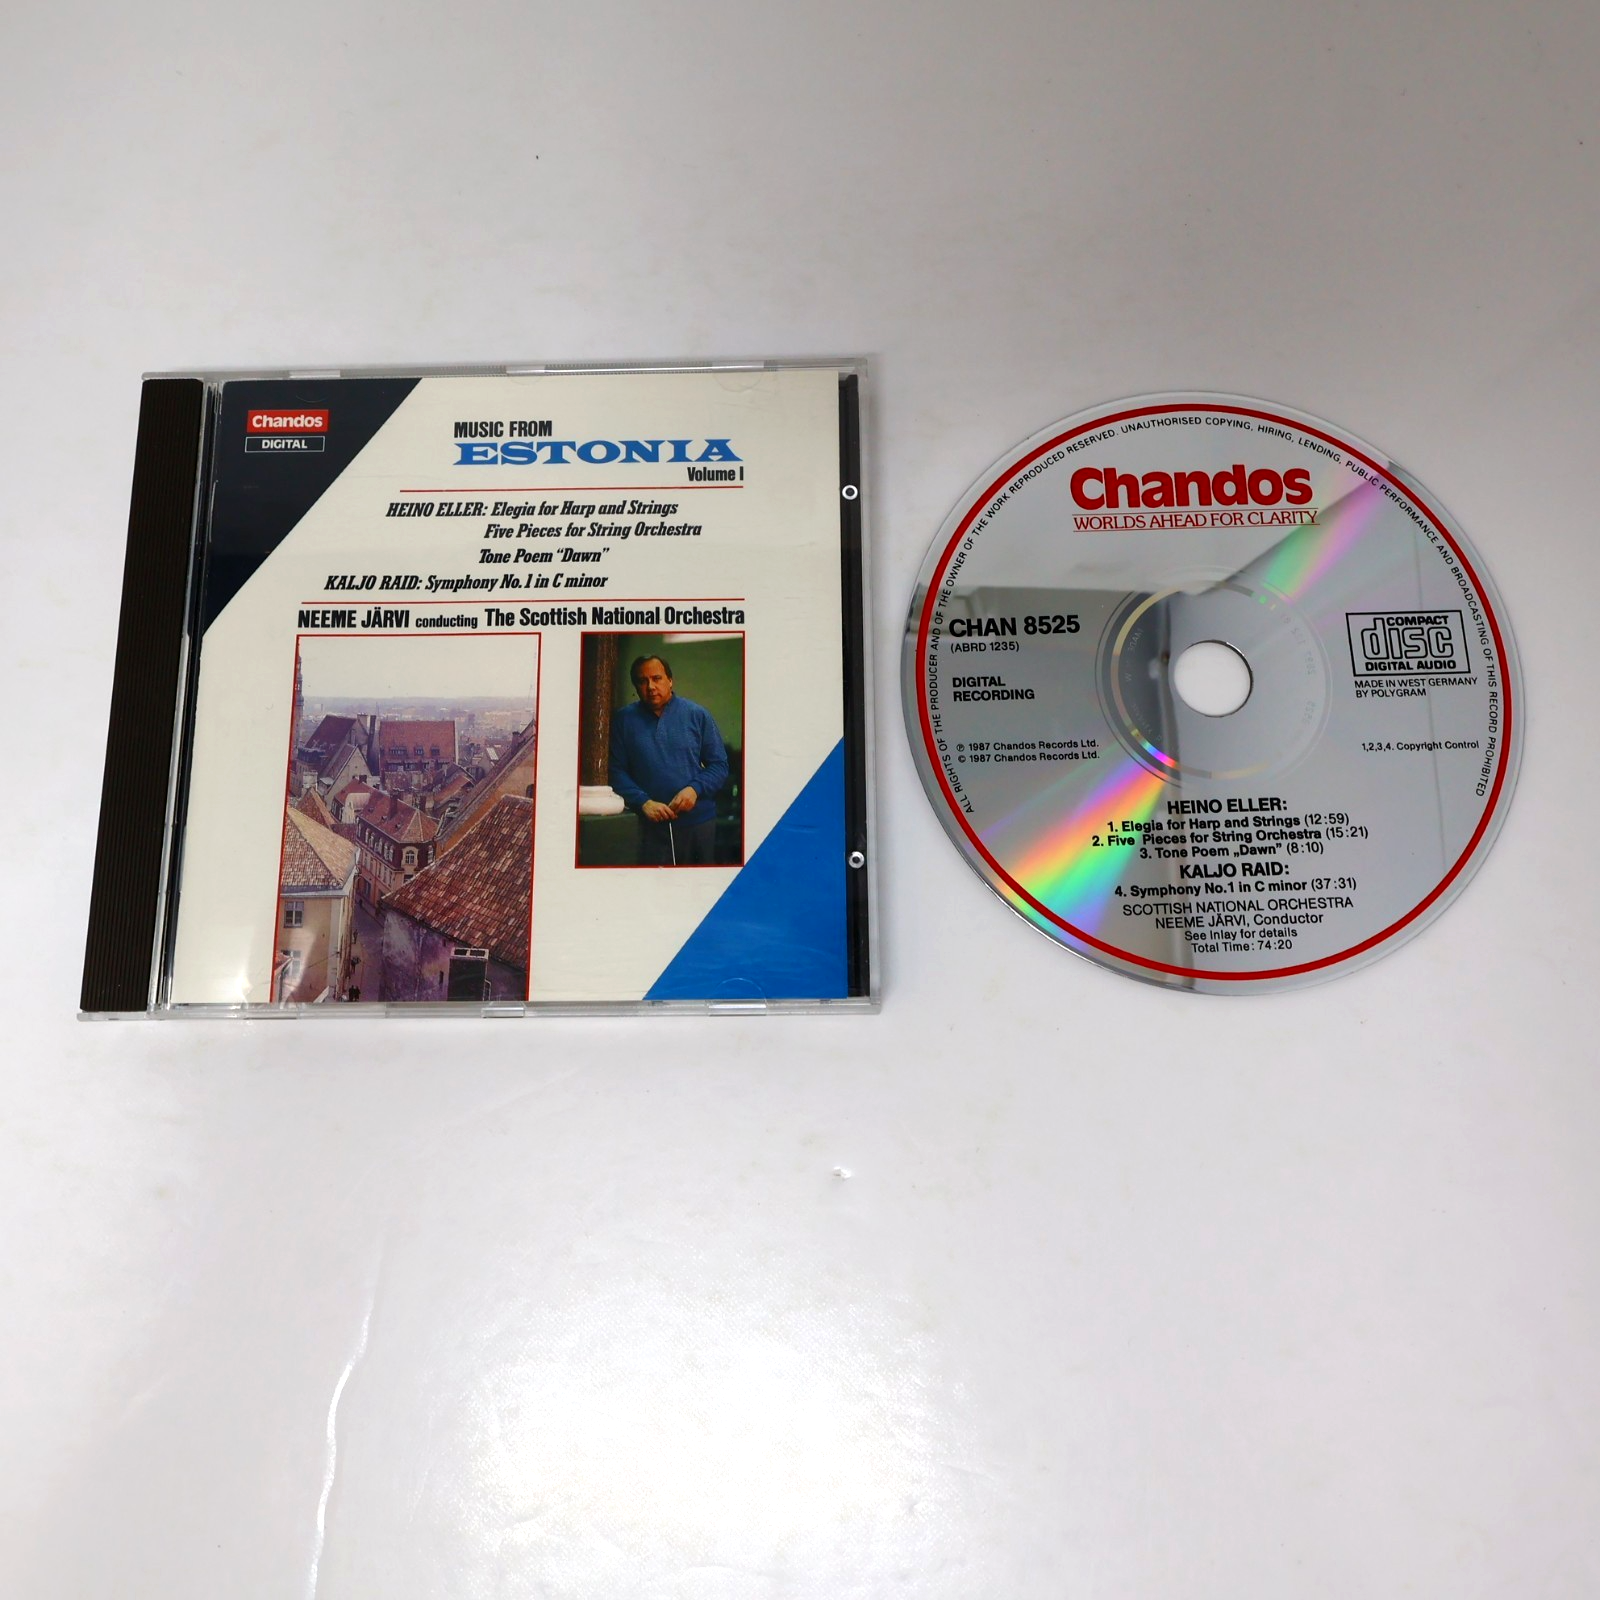 Chandos
DIGITAL
MUSIC FROM
ESTONIA
Volume I
HEINO ELLER: Elegia for Harp and Strings
Five Pieces for String Orchestra
Tone Poem "Dawn"
KALJO RAID: Symphony No. 1 in C minor
NEEME JÄRVI conducting The Scottish National Orchestra
ALL RIGHTS OF THE PRODUCER AND OF THE OWNER OF THE WORK REPRODUCED RESERVED. UNAUTHORISED COPYING, HIRING, LENDING, PUBLIC PERFORMANCE AND BROADCASTING OF THIS RECORD PROHIBITED
Chandos
WORLDS AHEAD FOR CLARITY
CHAN 8525
(ABRD 1235)
DIGITAL
RECORDING
COMPACT
disc
DIGITAL AUDIO
MADE IN WEST GERMANY
BY POLYGRAM
℗ 1987 Chandos Records Ltd.
© 1987 Chandos Records Ltd.
1,2,3,4. Copyright Control
HEINO ELLER:
1. Elegia for Harp and Strings (12:59)
2. Five Pieces for String Orchestra (15:21)
3. Tone Poem „Dawn” (8:10)
KALJO RAID:
4. Symphony No. 1 in C minor (37:31)
SCOTTISH NATIONAL ORCHESTRA
NEEME JÄRVI, Conductor
See Inlay for details
Total Time: 74:20